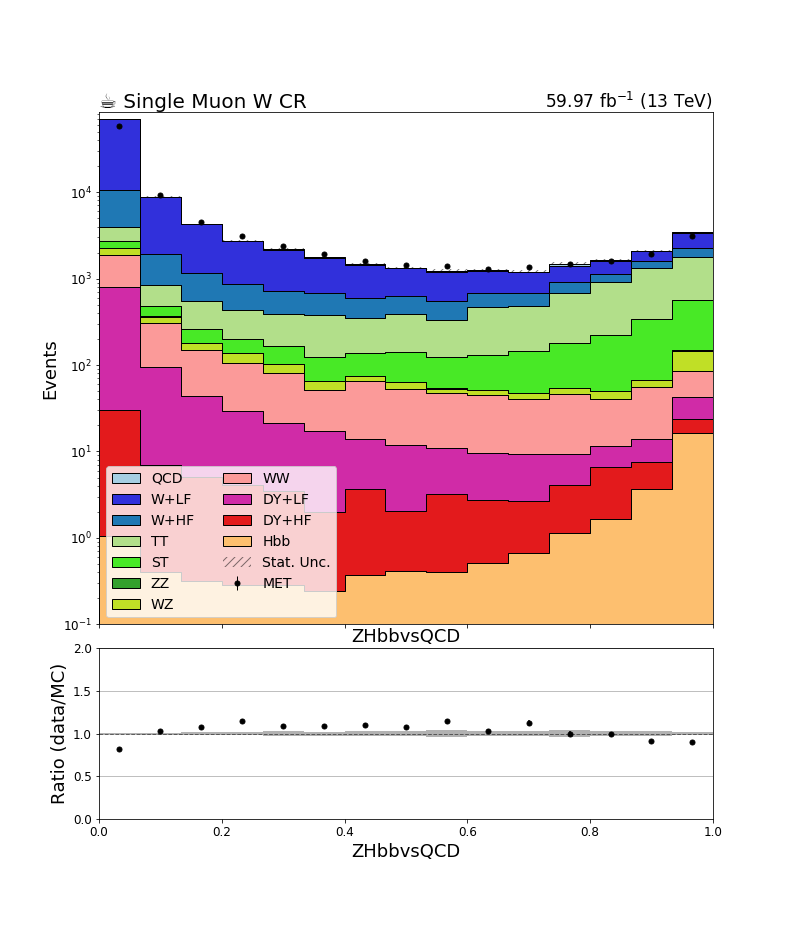 ☕ Single Muon W CR
59.97 fb⁻¹ (13 TeV)
Events
10⁴
10³
10²
10¹
10⁰
10⁻¹
QCD
W+LF
W+HF
TT
ST
ZZ
WZ
WW
DY+LF
DY+HF
Hbb
Stat. Unc.
MET
ZHbbvsQCD
Ratio (data/MC)
2.0
1.5
1.0
0.5
0.0
0.0 0.2 0.4 0.6 0.8 1.0
ZHbbvsQCD